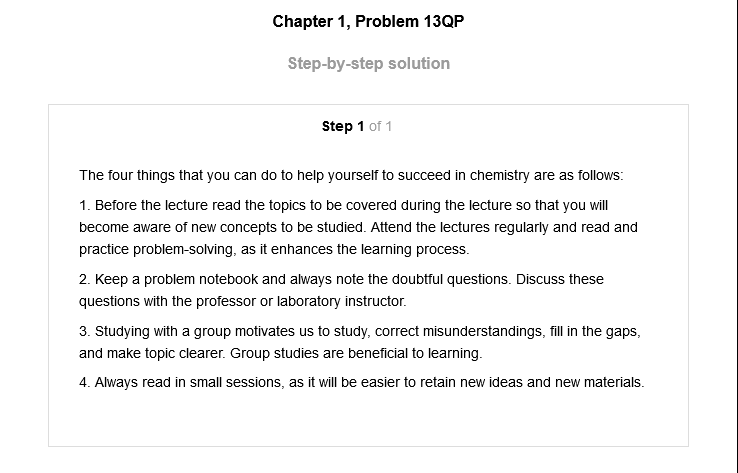 Chapter 1, Problem 13QP
Step-by-step solution
Step 1 of 1
The four things that you can do to help yourself to succeed in chemistry are as follows:
1. Before the lecture read the topics to be covered during the lecture so that you will
become aware of new concepts to be studied. Attend the lectures regularly and read and
practice problem-solving, as it enhances the learning process.
2. Keep a problem notebook and always note the doubtful questions. Discuss these
questions with the professor or laboratory instructor.
3. Studying with a group motivates us to study, correct misunderstandings, fill in the gaps,
and make topic clearer. Group studies are beneficial to learning.
4. Always read in small sessions, as it will be easier to retain new ideas and new materials.